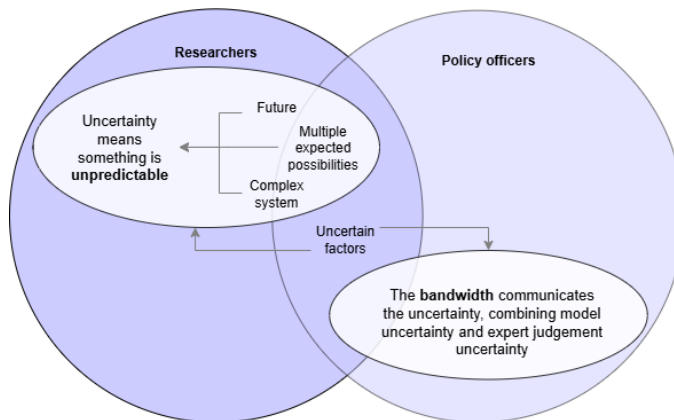 Researchers
Policy officers
Uncertainty
means
something is
unpredictable
Future
Multiple
expected
possibilities
Complex
system
Uncertain
factors
The bandwidth communicates
the uncertainty, combining model
uncertainty and expert judgement
uncertainty